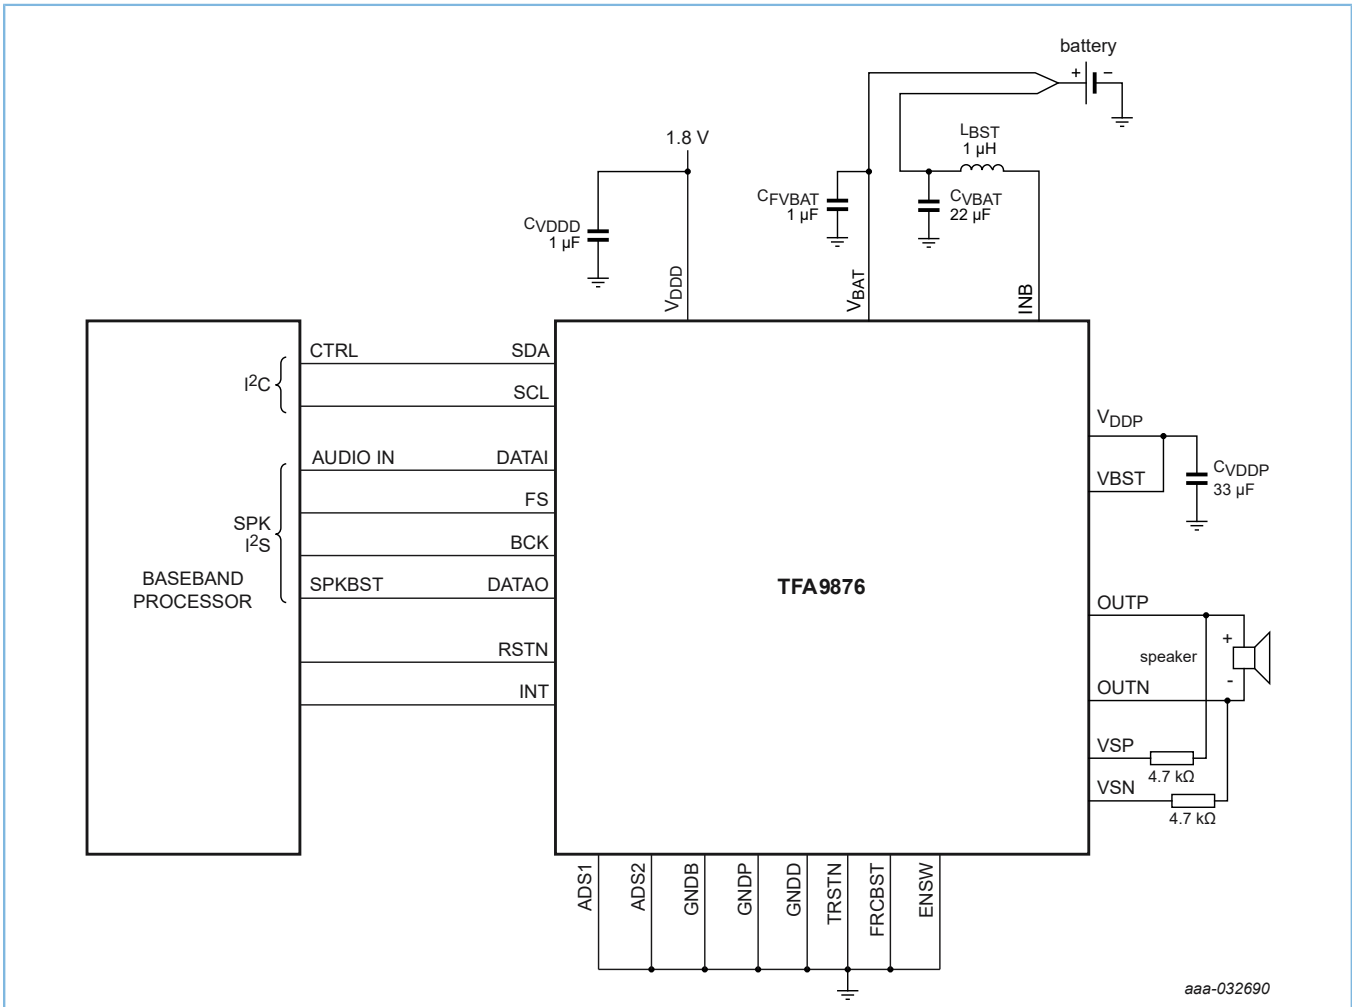 battery
+ −
LBST
1 µH
1.8 V
CFVBAT
1 µF
CVBAT
22 µF
CVDDD
1 µF
VDDD
VBAT
INB
CTRL
SDA
I²C
SCL
VDDP
AUDIO IN
DATAI
CVDDP
33 µF
VBST
FS
SPK
I²S
BCK
BASEBAND
PROCESSOR
SPKBST
DATAO
TFA9876
OUTP
+
speaker
-
OUTN
RSTN
INT
VSP
4.7 kΩ
VSN
4.7 kΩ
ADS1
ADS2
GNDB
GNDP
GNDD
TRSTN
FRCBST
ENSW
aaa-032690